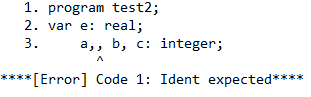 1. program test2;
2. var e: real;
3.     a,, b, c: integer;
^
****[Error] Code 1: Ident expected****